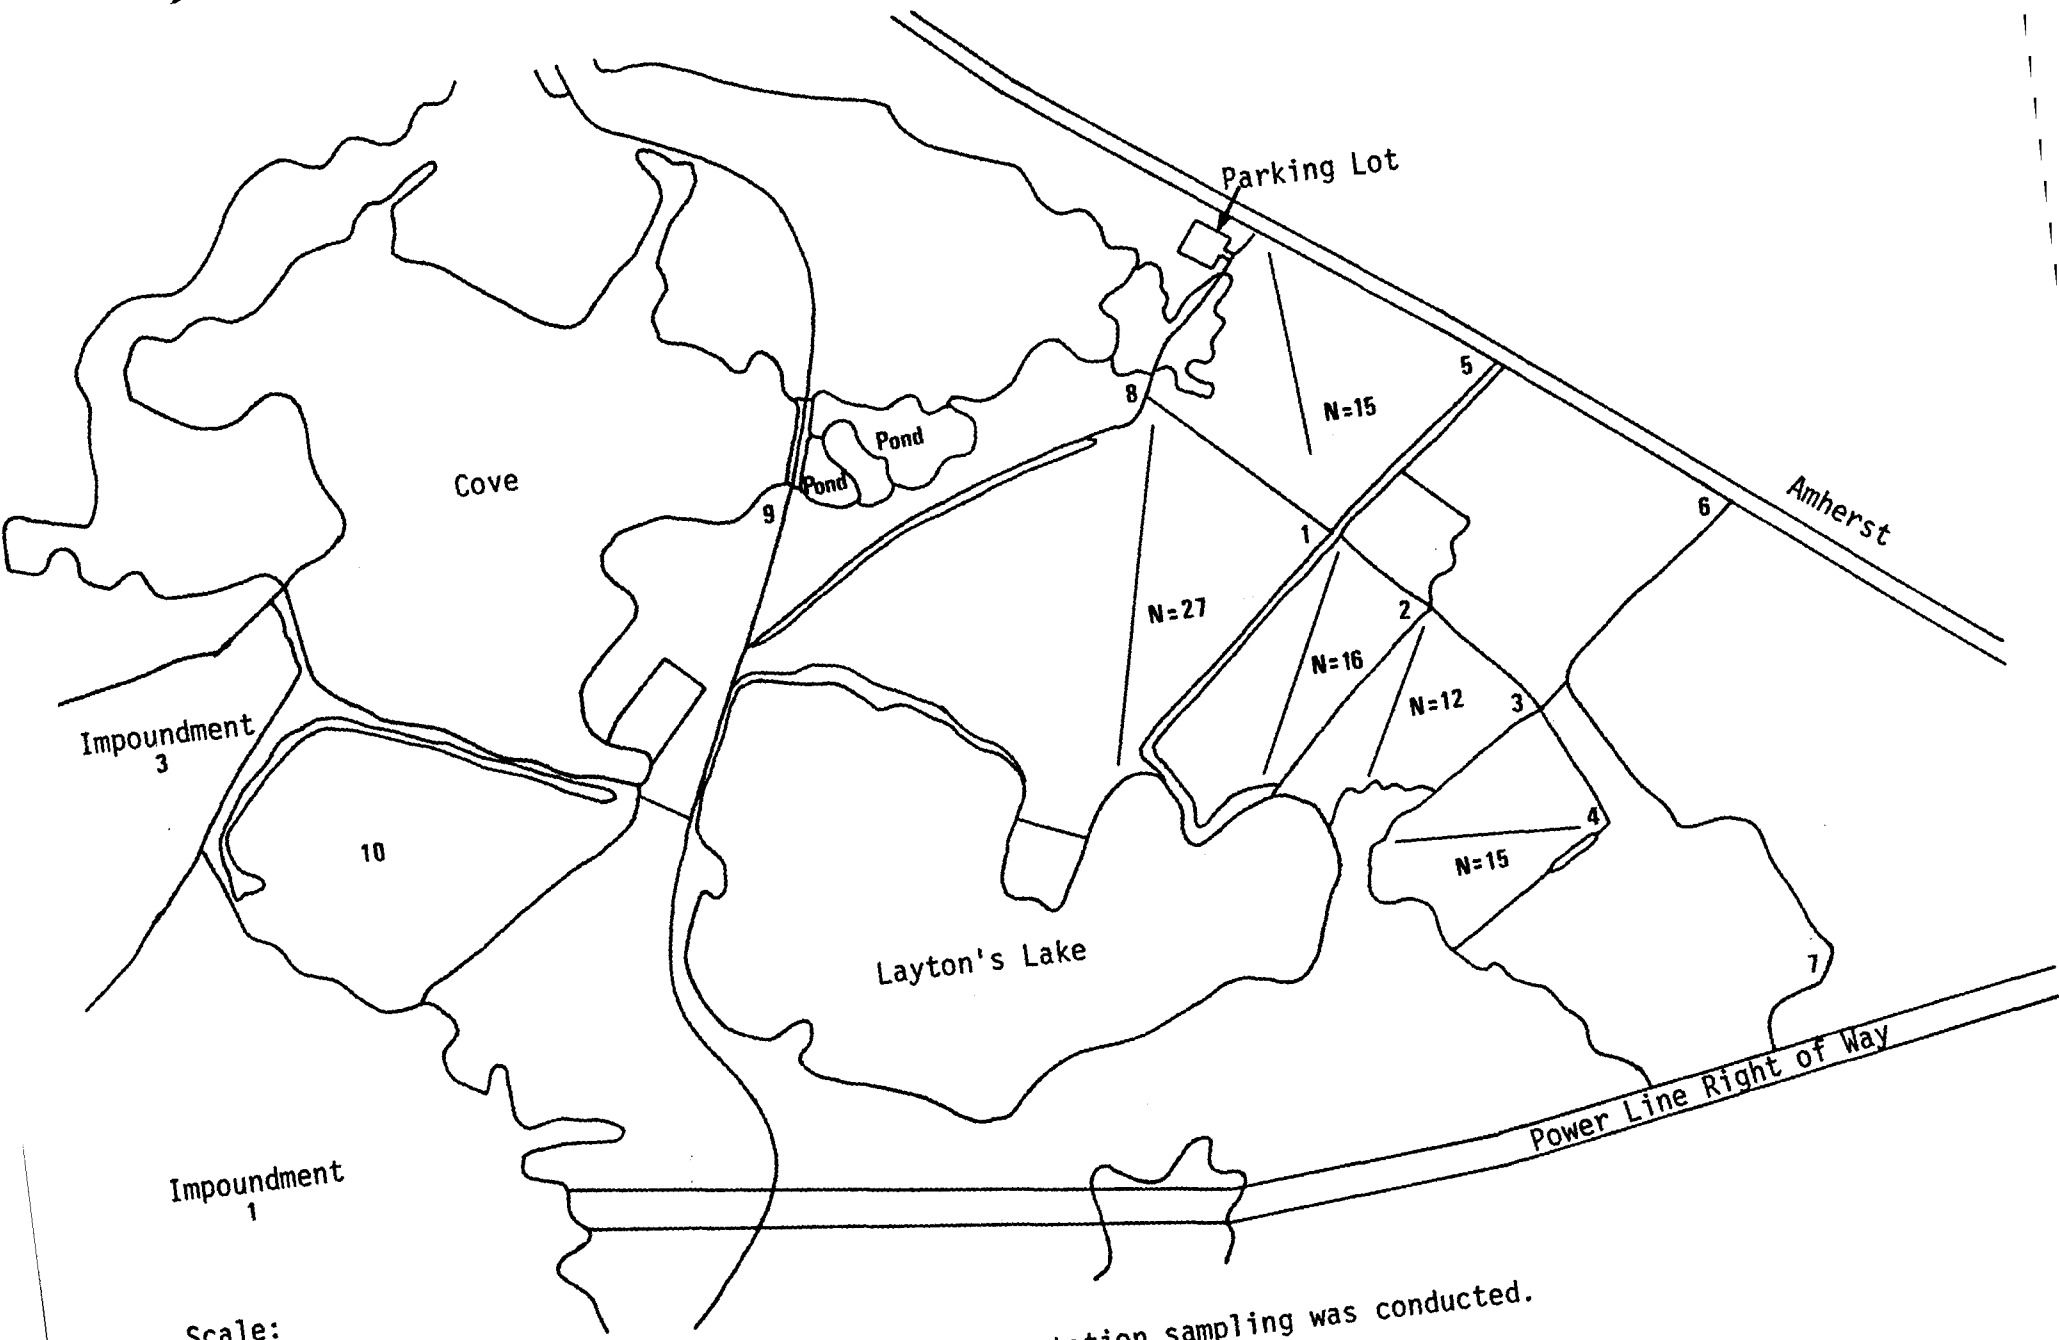 Parking Lot
5
8
N=15
Pond
Amherst
Cove
Pond
6
9
1
2
N=27
N=16
N=12
3
Impoundment
3
4
10
N=15
Layton's Lake
7
Power Line Right of Way
Impoundment
1
Scale:
sampling was conducted.